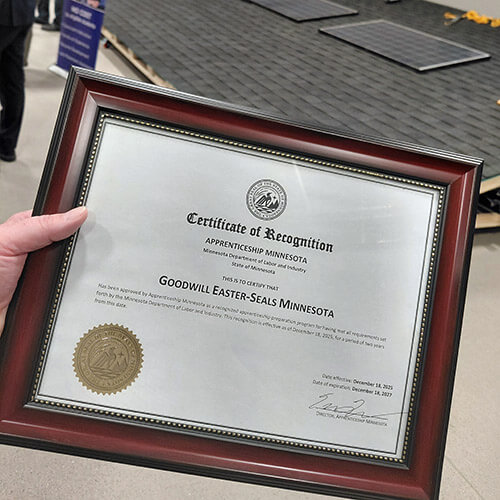 Certificate of Recognition
APPRENTICESHIP MINNESOTA
Minnesota Department of Labor and Industry
State of Minnesota
THIS IS TO CERTIFY THAT
GOODWILL EASTER-SEALS MINNESOTA
Has been approved by Apprenticeship Minnesota as a recognized apprenticeship preparation program for having met all requirements set
forth by the Minnesota Department of Labor and Industry. This recognition is effective as of December 18, 2025, for a period of two years
from this date.
Date effective: December 18, 2025
Date of expiration: December 18, 2027
DIRECTOR, APPRENTICESHIP MINNESOTA